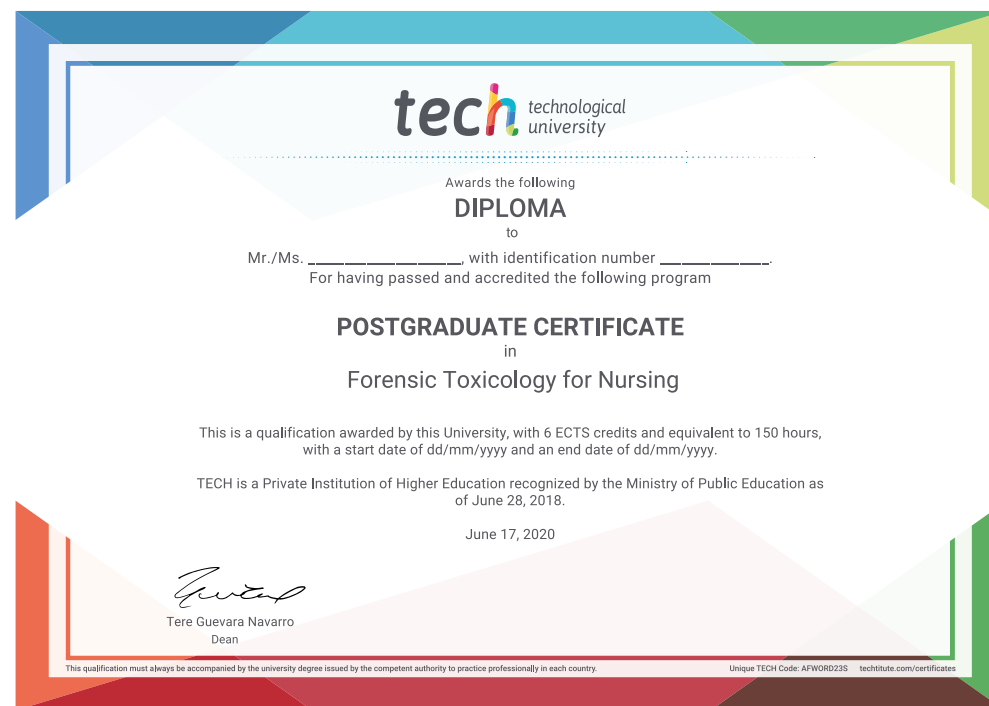 tech technological
university
Awards the following
DIPLOMA
to
Mr./Ms. ____________________, with identification number ______________.
For having passed and accredited the following program
POSTGRADUATE CERTIFICATE
in
Forensic Toxicology for Nursing
This is a qualification awarded by this University, with 6 ECTS credits and equivalent to 150 hours,
with a start date of dd/mm/yyyy and an end date of dd/mm/yyyy.
TECH is a Private Institution of Higher Education recognized by the Ministry of Public Education as
of June 28, 2018.
June 17, 2020
Tere Guevara Navarro
Dean
This qualification must always be accompanied by the university degree issued by the competent authority to practice professionally in each country.
Unique TECH Code: AFWORD23S techtitute.com/certificates